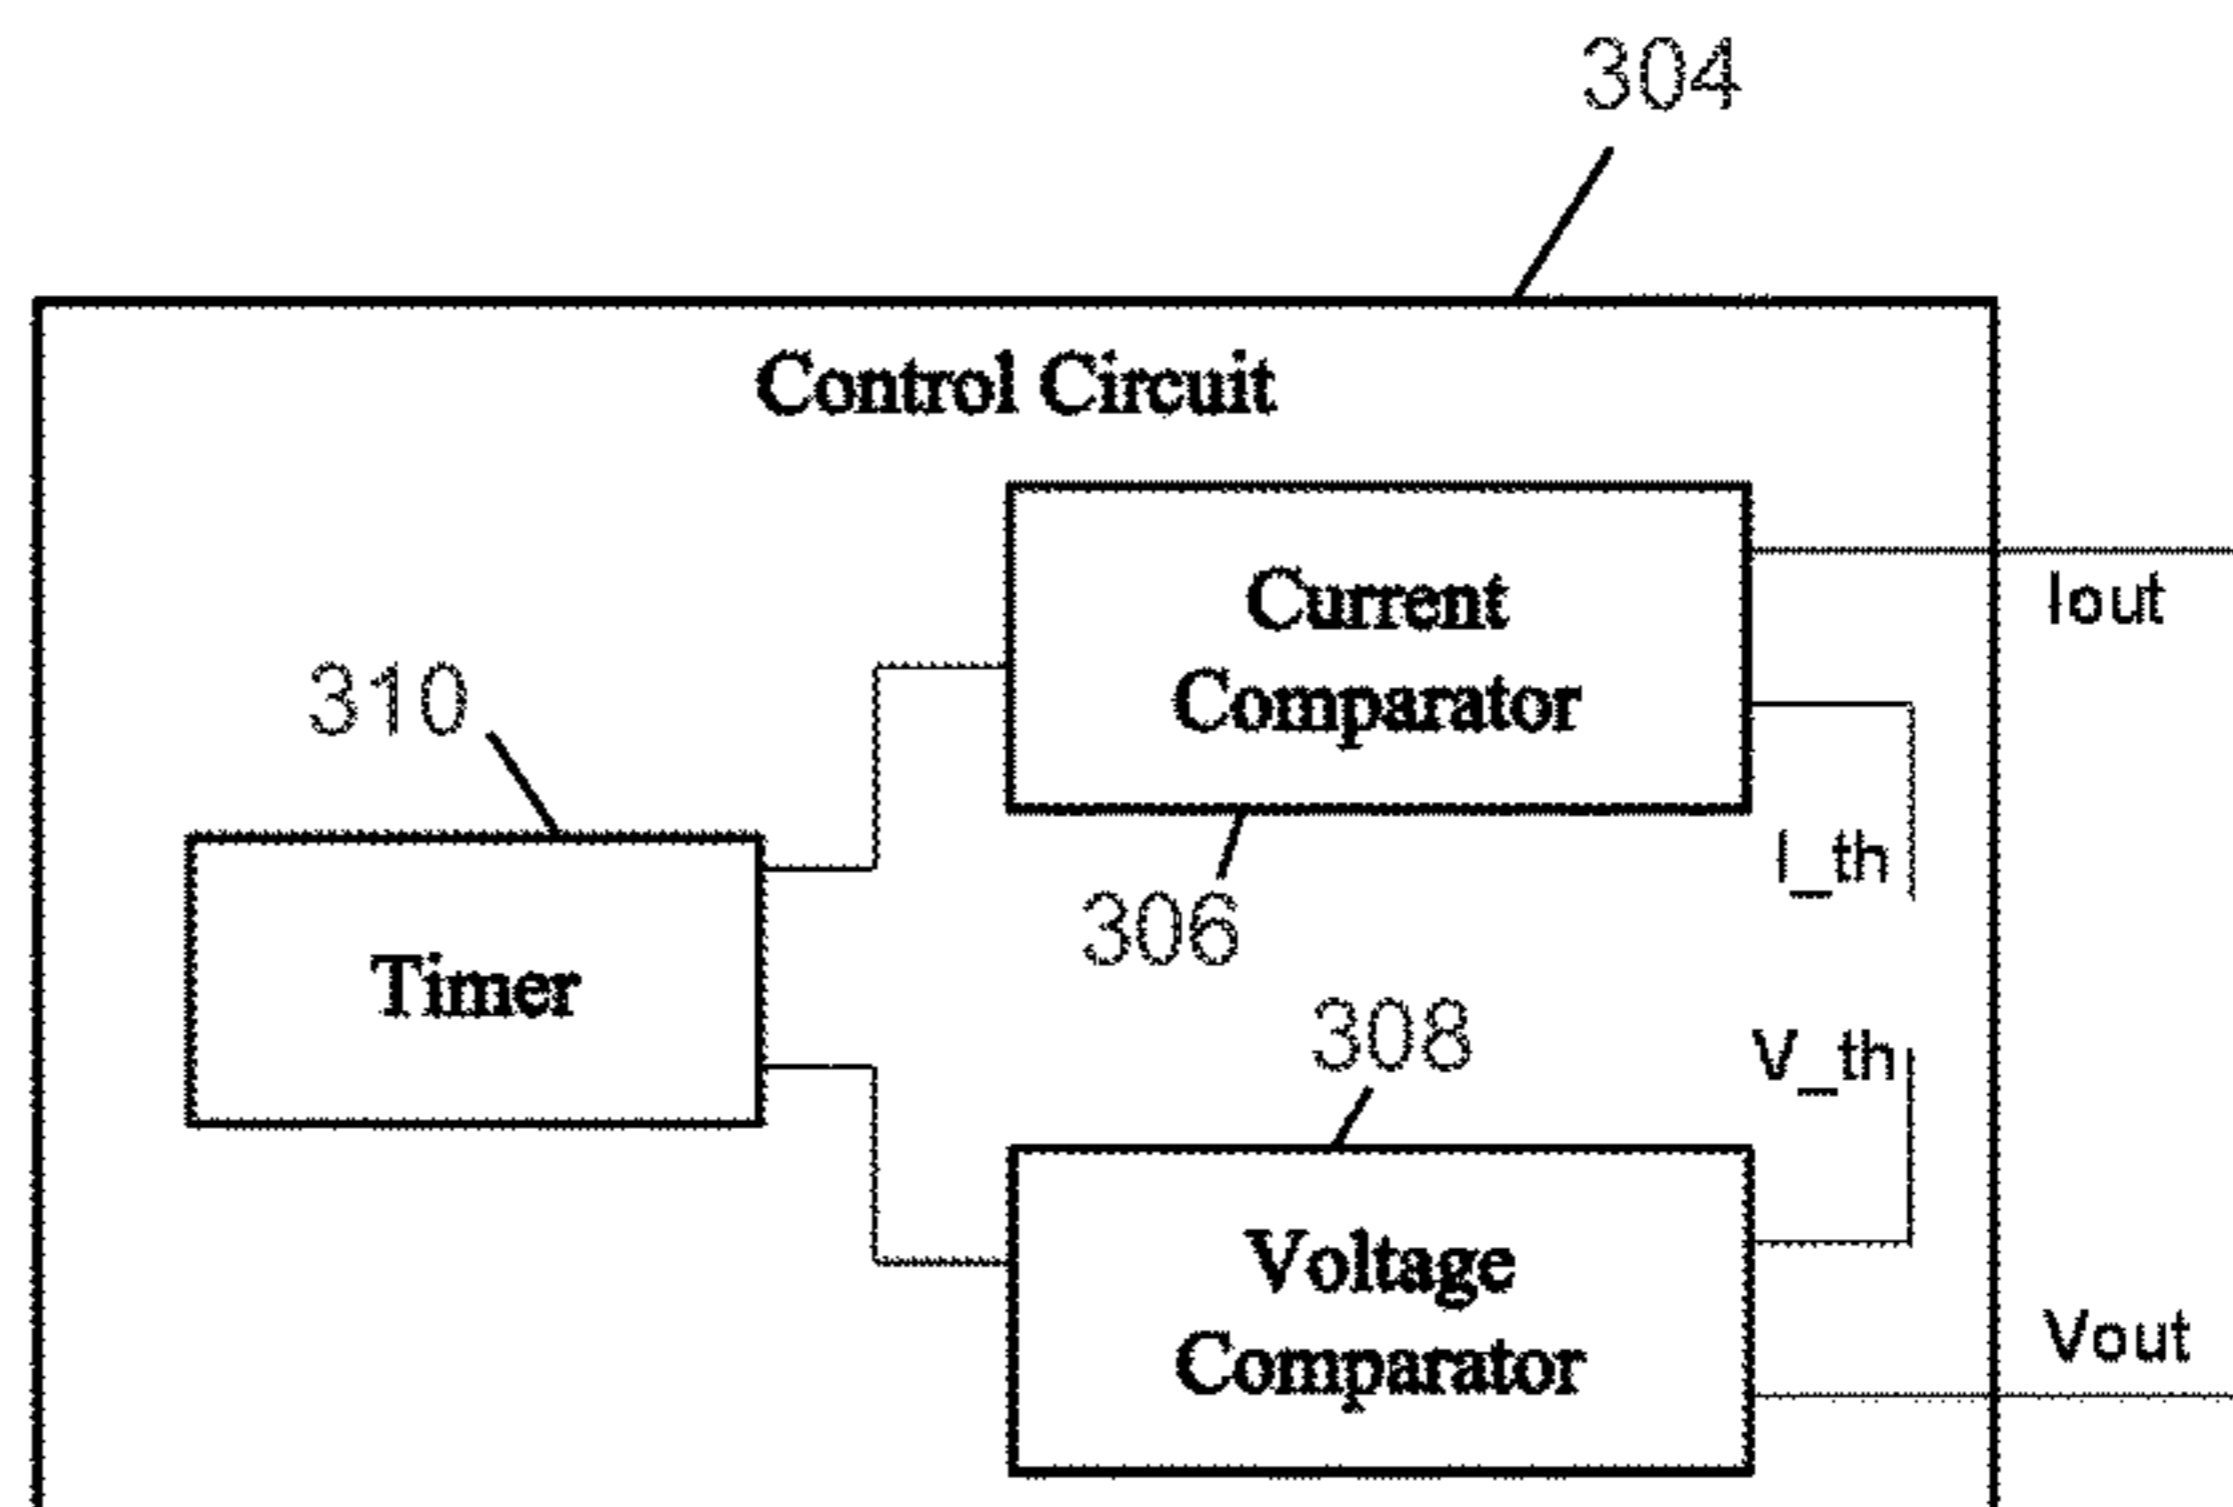 304
Control Circuit
Current
Comparator
Iout
310
306
I_th
Timer
308
V_th
Voltage
Comparator
Vout